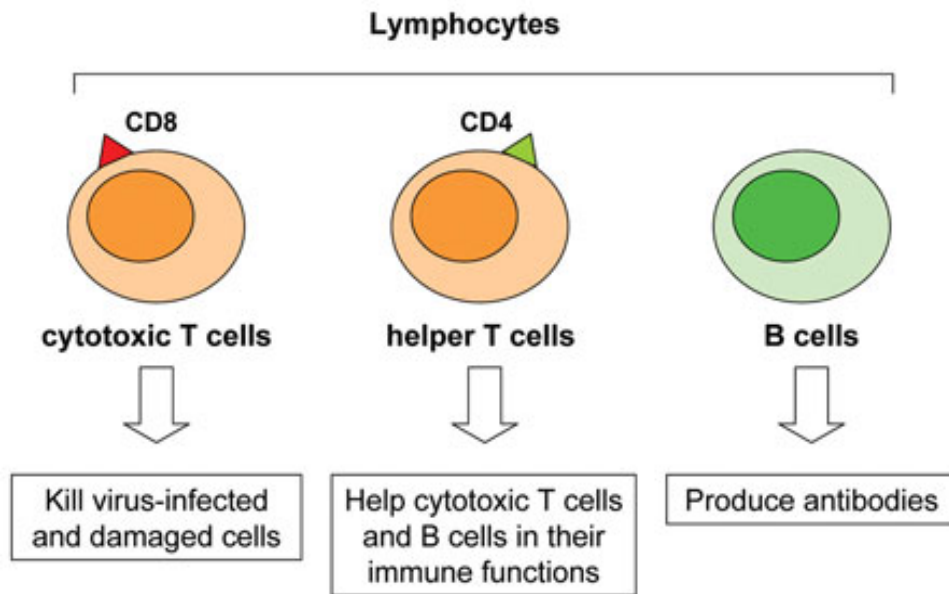 Lymphocytes
CD8
CD4
cytotoxic T cells
helper T cells
B cells
Kill virus-infected
and damaged cells
Help cytotoxic T cells
and B cells in their
immune functions
Produce antibodies